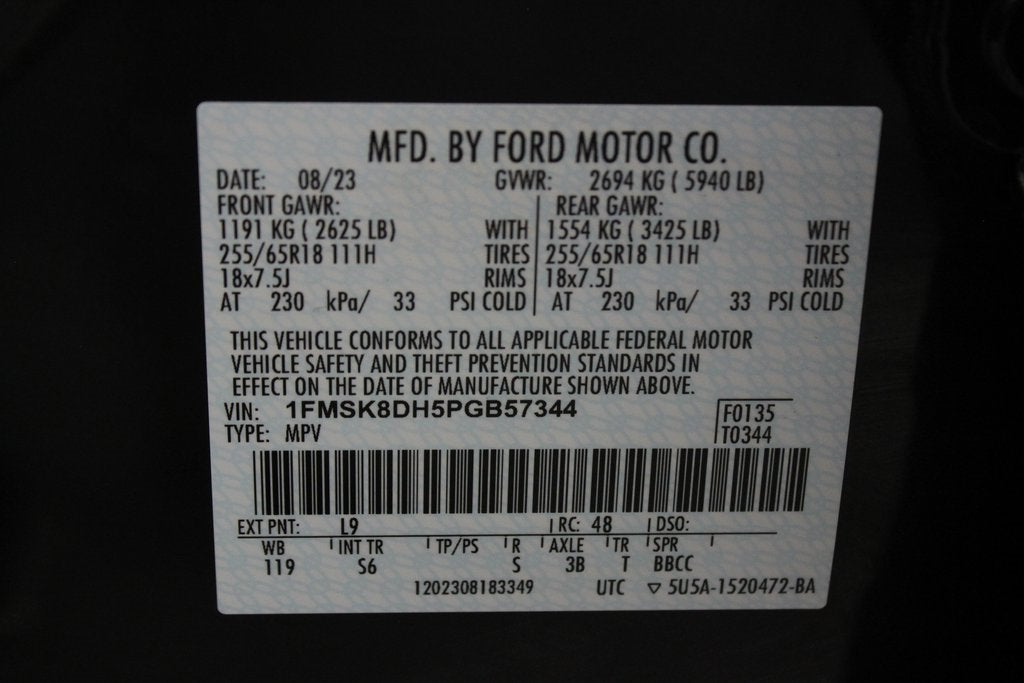 MFD. BY FORD MOTOR CO.
DATE: 08/23 GVWR: 2694 KG ( 5940 LB)
FRONT GAWR: REAR GAWR:
1191 KG ( 2625 LB) WITH 1554 KG ( 3425 LB) WITH
255/65R18 111H TIRES 255/65R18 111H TIRES
18x7.5J RIMS 18x7.5J RIMS
AT 230 kPa/ 33 PSI COLD AT 230 kPa/ 33 PSI COLD
THIS VEHICLE CONFORMS TO ALL APPLICABLE FEDERAL MOTOR
VEHICLE SAFETY AND THEFT PREVENTION STANDARDS IN
EFFECT ON THE DATE OF MANUFACTURE SHOWN ABOVE.
VIN: 1FMSK8DH5PGB57344 F0135
TYPE: MPV T0344
EXT PNT: L9 RC: 48 DSO:
WB INT TR TP/PS R AXLE TR SPR
119 S6 S 3B T BBCC
1202308183349 UTC ▽ 5U5A-1520472-BA